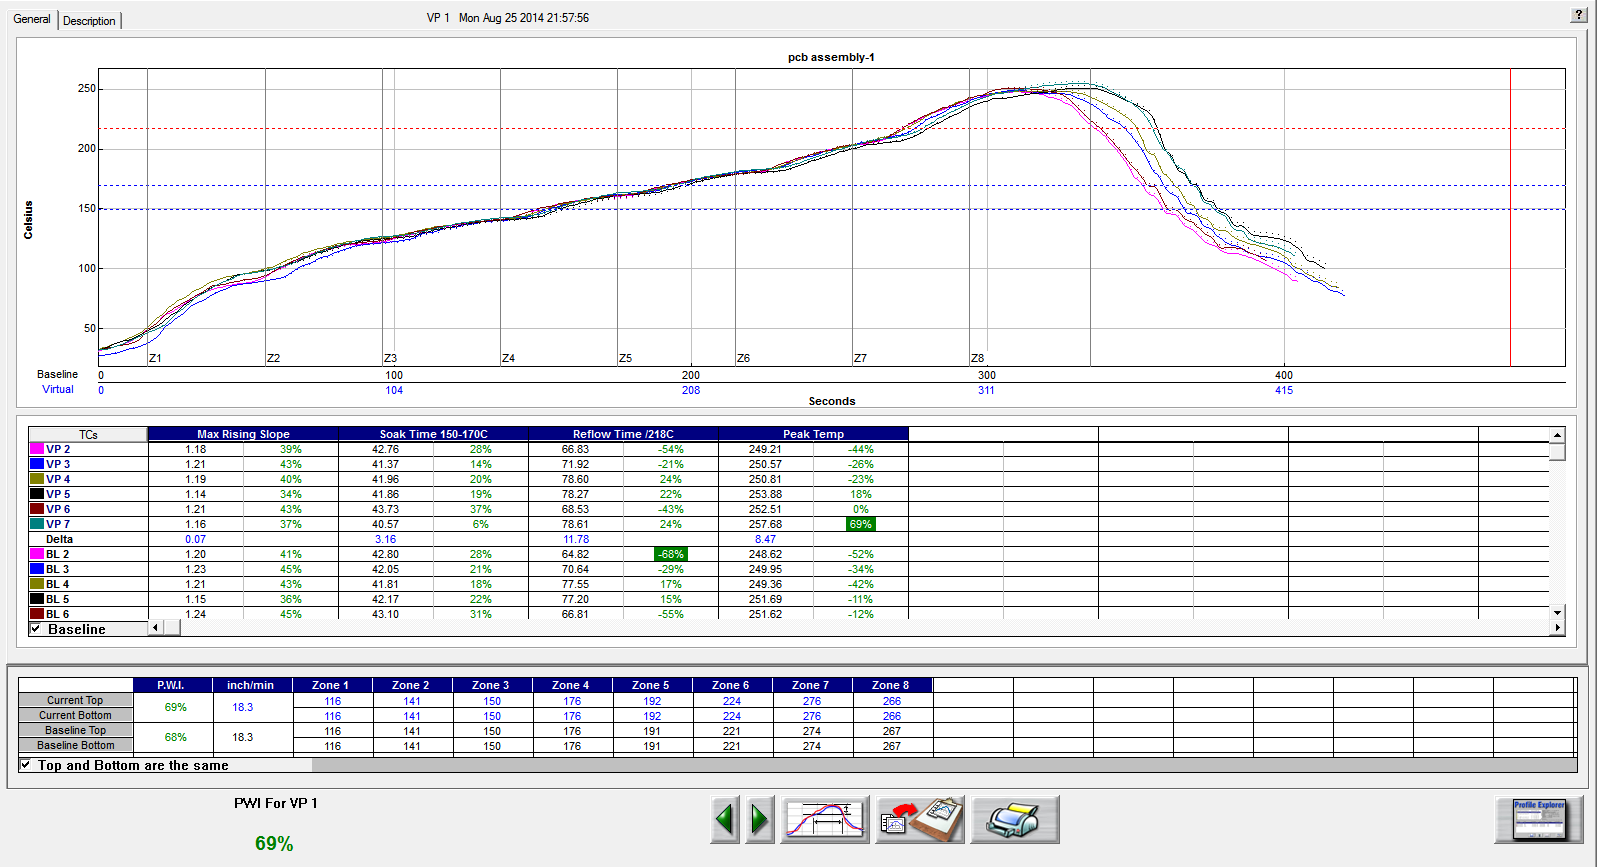 General Description VP 1 Mon Aug 25 2014 21:57:56 ?
pcb assembly-1
250
200
150
100
50
Celsius
Z1 Z2 Z3 Z4 Z5 Z6 Z7 Z8
Baseline 0 100 200 300 400
Virtual 0 104 208 311 415
Seconds
TCs Max Rising Slope Soak Time 150-170C Reflow Time /218C Peak Temp
VP 2 1.18 39% 42.76 28% 66.83 -54% 249.21 -44%
VP 3 1.21 43% 41.37 14% 71.92 -21% 250.57 -26%
VP 4 1.19 40% 41.96 20% 78.60 24% 250.81 -23%
VP 5 1.14 34% 41.86 19% 78.27 22% 253.88 18%
VP 6 1.21 43% 43.73 37% 68.53 -43% 252.51 0%
VP 7 1.16 37% 40.57 6% 78.61 24% 257.68 69%
Delta 0.07 3.16 11.78 8.47
BL 2 1.20 41% 42.80 28% 64.82 -68% 248.62 -52%
BL 3 1.23 45% 42.05 21% 70.64 -29% 249.95 -34%
BL 4 1.21 43% 41.81 18% 77.55 17% 249.36 -42%
BL 5 1.15 36% 42.17 22% 77.20 15% 251.69 -11%
BL 6 1.24 45% 43.10 31% 66.81 -55% 251.62 -12%
Baseline
P.W.I. inch/min Zone 1 Zone 2 Zone 3 Zone 4 Zone 5 Zone 6 Zone 7 Zone 8
Current Top 69% 18.3 116 141 150 176 192 224 276 266
Current Bottom 116 141 150 176 192 224 276 266
Baseline Top 68% 18.3 116 141 150 176 191 221 274 267
Baseline Bottom 116 141 150 176 191 221 274 267
Top and Bottom are the same
PWI For VP 1
69%
Profile Explorer